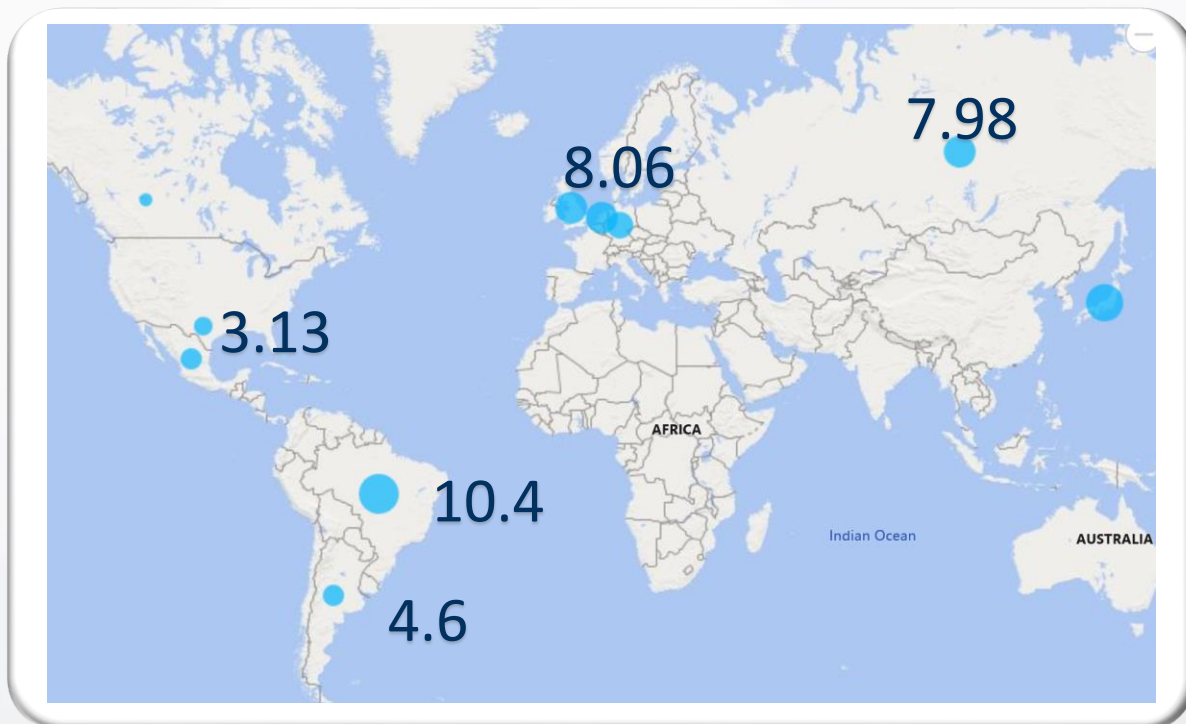 7.98
8.06
3.13
AFRICA
10.4
Indian Ocean
AUSTRALIA
4.6